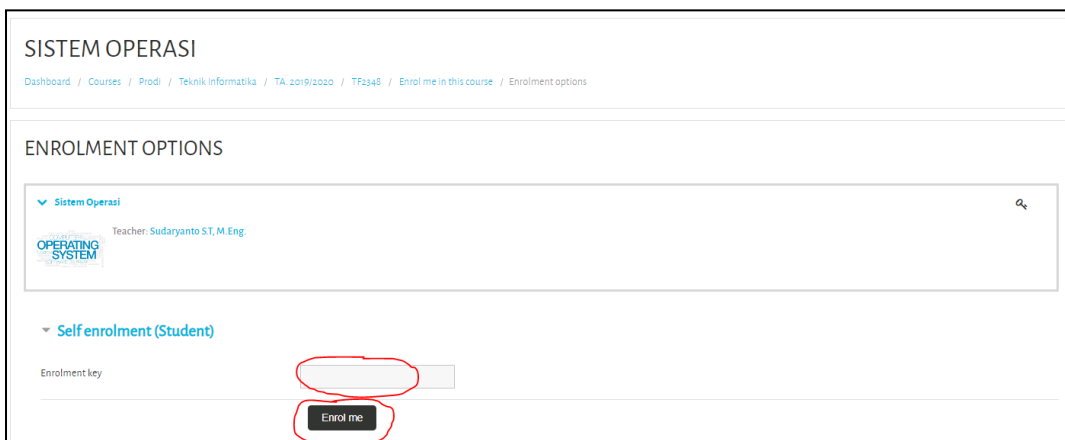 SISTEM OPERASI
Dashboard / Courses / Prodi / Teknik Informatika / TA. 2019/2020 / TF2348 / Enrol me in this course / Enrolment options
ENROLMENT OPTIONS
Sistem Operasi
Teacher: Sudaryanto S.T, M.Eng.
OPERATING
SYSTEM
Self enrolment (Student)
Enrolment key
Enrol me